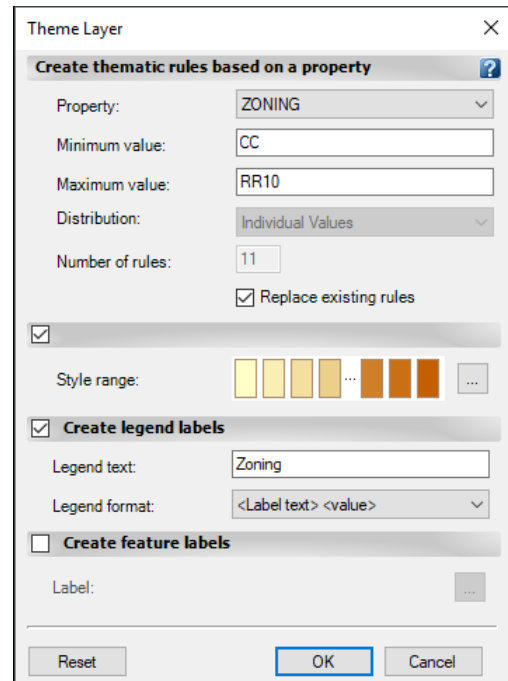 Theme Layer
Create thematic rules based on a property ?
Property: ZONING
Minimum value: CC
Maximum value: RR10
Distribution: Individual Values
Number of rules: 11
Replace existing rules
Style range: ... ...
Create legend labels
Legend text: Zoning
Legend format: <Label text> <value>
Create feature labels
Label: ...
Reset OK Cancel